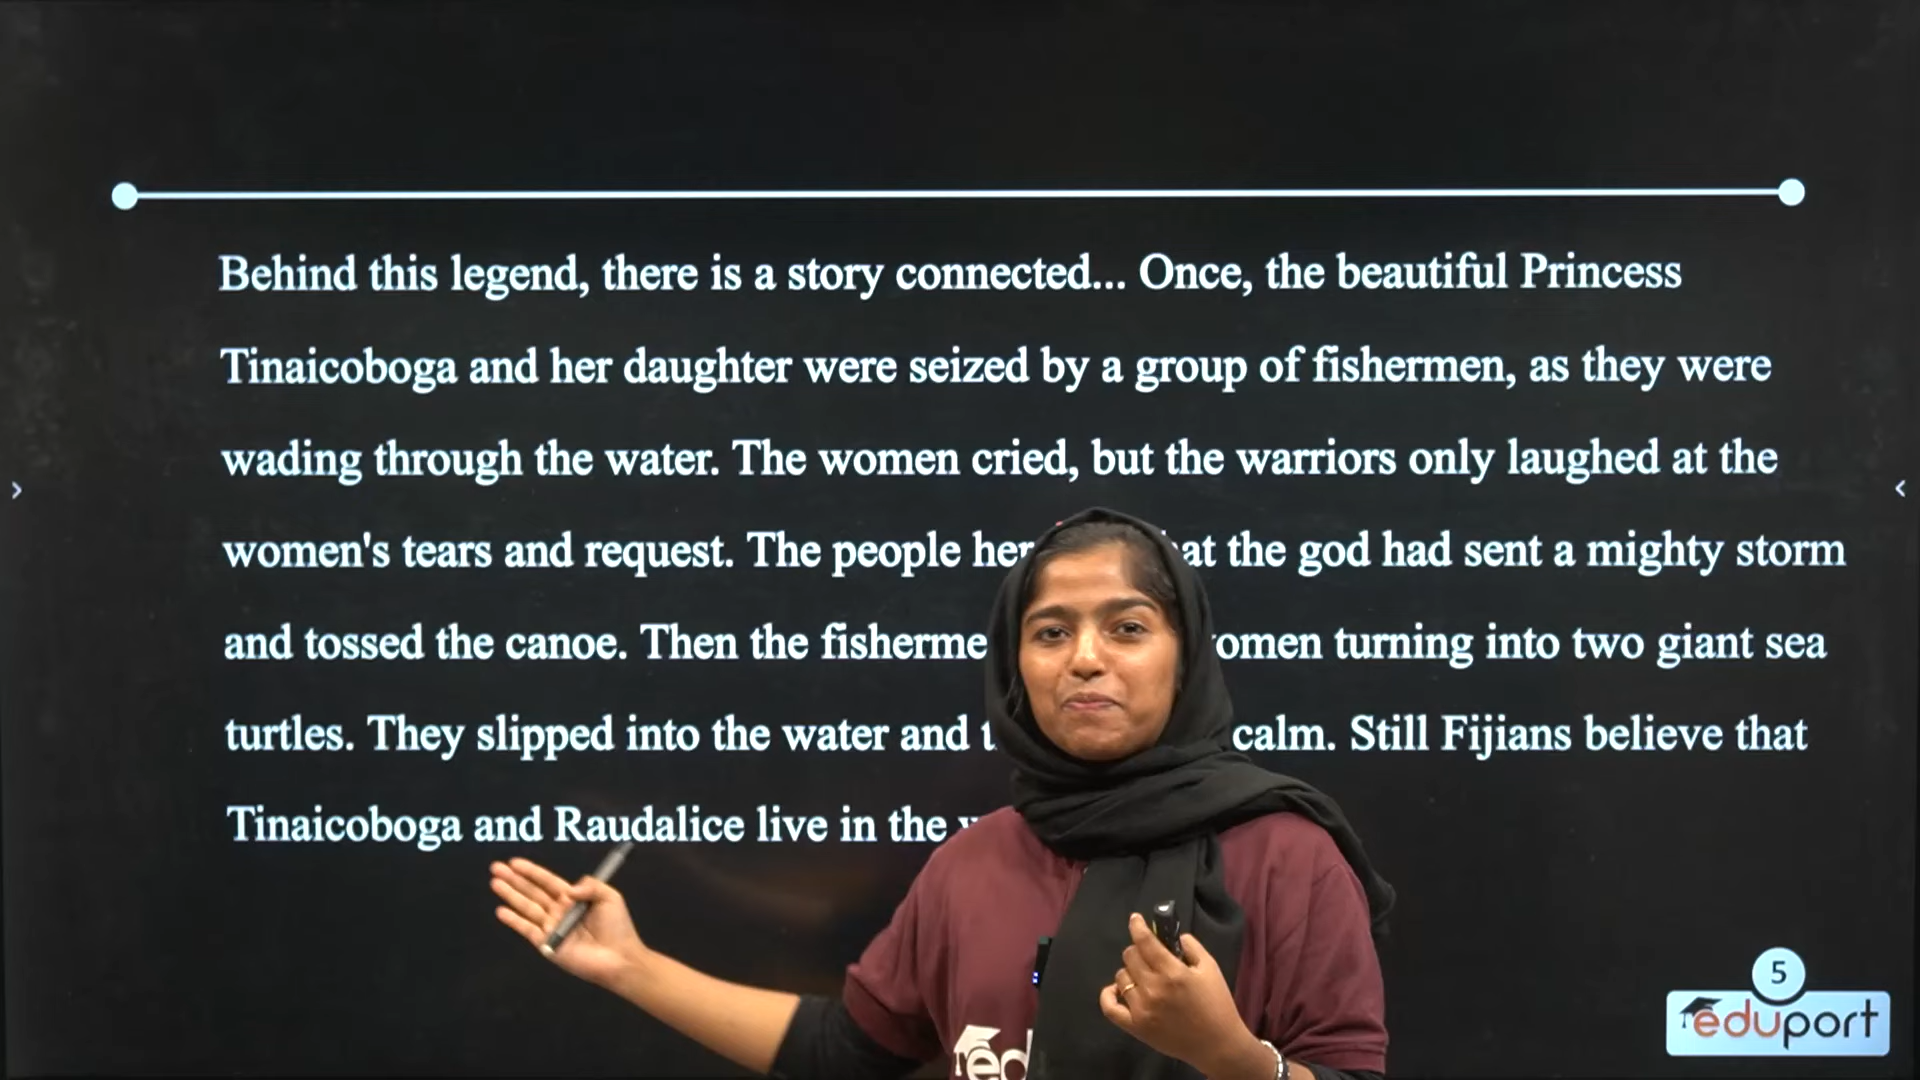 Behind this legend, there is a story connected... Once, the beautiful Princess
Tinaicoboga and her daughter were seized by a group of fishermen, as they were
wading through the water. The women cried, but the warriors only laughed at the
women's tears and request. The people the god had sent a mighty storm
and tossed the canoe. Then the turning into two giant sea
turtles. They slipped into the water and calm. Still Fijians believe that
Tinaicoboga and Raudalice live in the
5
eduport
ed